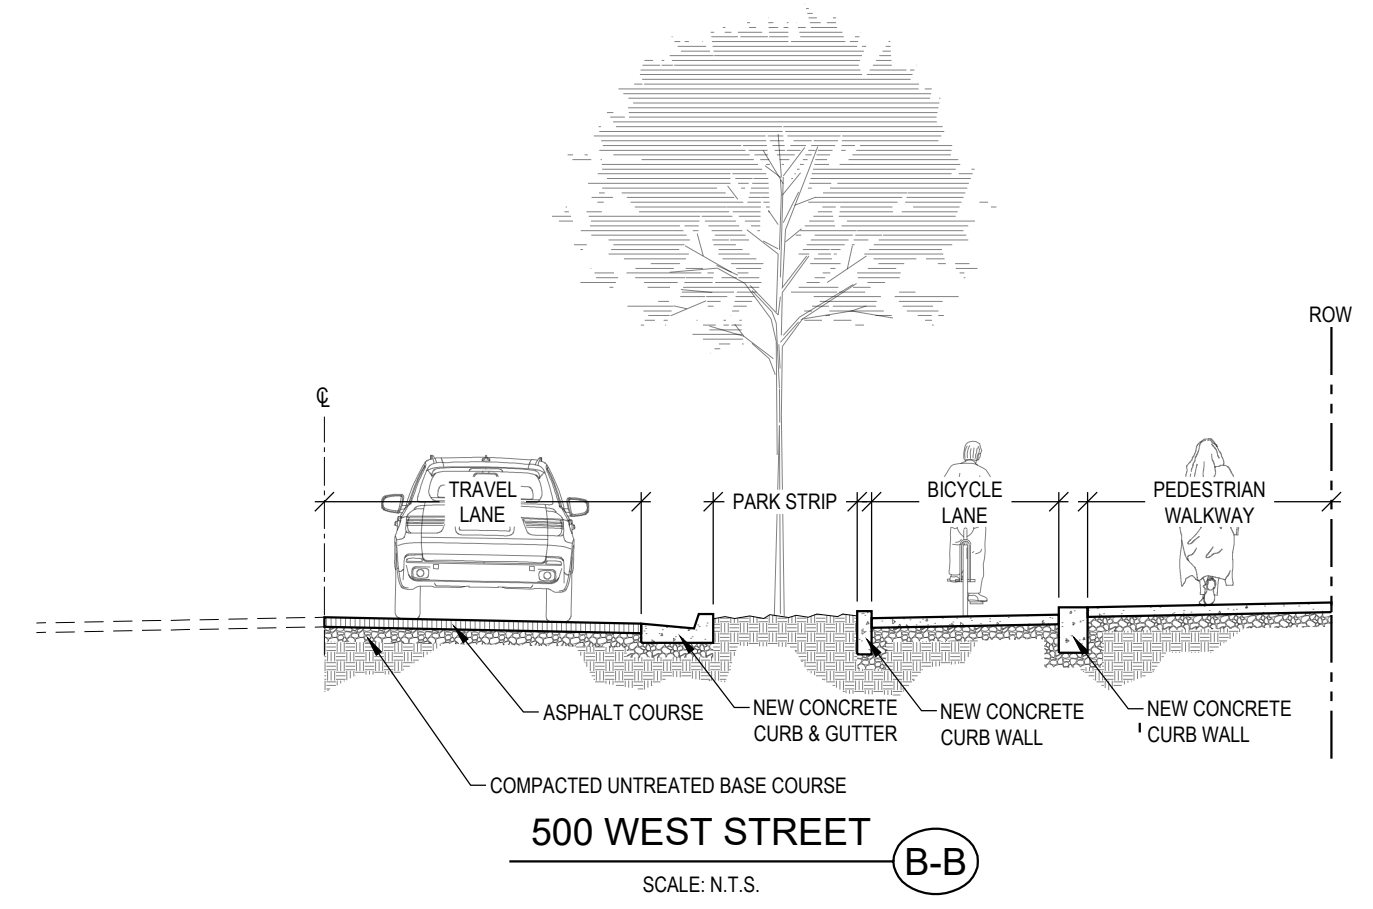 ROW
℄
TRAVEL
LANE
PARK STRIP
BICYCLE
LANE
PEDESTRIAN
WALKWAY
ASPHALT COURSE
NEW CONCRETE
CURB & GUTTER
NEW CONCRETE
CURB WALL
NEW CONCRETE
CURB WALL
COMPACTED UNTREATED BASE COURSE
500 WEST STREET
B-B
SCALE: N.T.S.